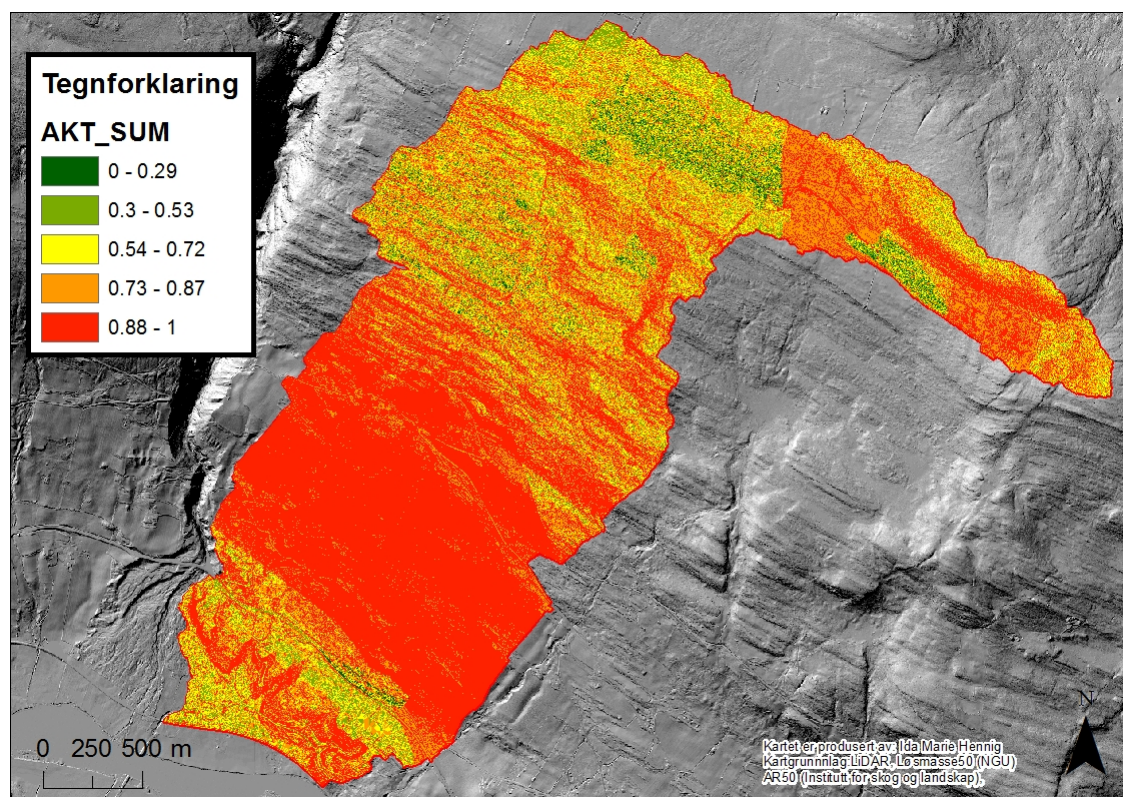 Tegnforklaring
AKT_SUM
0 - 0.29
0.3 - 0.53
0.54 - 0.72
0.73 - 0.87
0.88 - 1
N
0 250 500 m
Kartet er produsert av: Ida Marie Hennig
Kartgrunnlag LiDAR, Løsmasse50 (NGU)
AR50 (Institutt for skog og landskap),